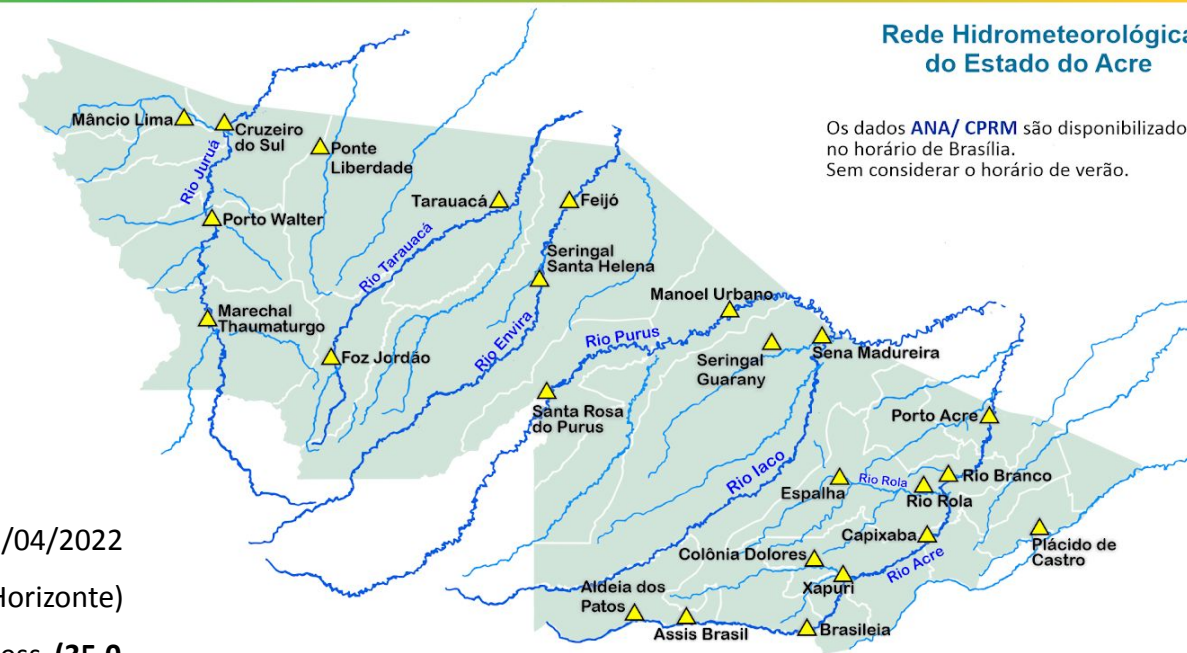 Rede Hidrometeorológica
do Estado do Acre
Os dados ANA/ CPRM são disponibilizado
no horário de Brasília.
Sem considerar o horário de verão.
Mâncio Lima
Cruzeiro
do Sul
Ponte
Liberdade
Rio Juruá
Porto Walter
Tarauacá
Feijó
Rio Tarauacá
Seringal
Santa Helena
Marechal
Thaumaturgo
Foz Jordão
Rio Envira
Manoel Urbano
Rio Purus
Seringal
Guarany
Sena Madureira
Santa Rosa
do Purus
Porto Acre
Rio Iaco
Espalha
Rio Rola
Rio Rola
Rio Branco
Capixaba
Plácido de
Castro
Colônia Dolores
Rio Acre
Xapuri
Aldeia dos
Patos
Assis Brasil
Brasileia
/04/2022
Horizonte)
oss (25,0